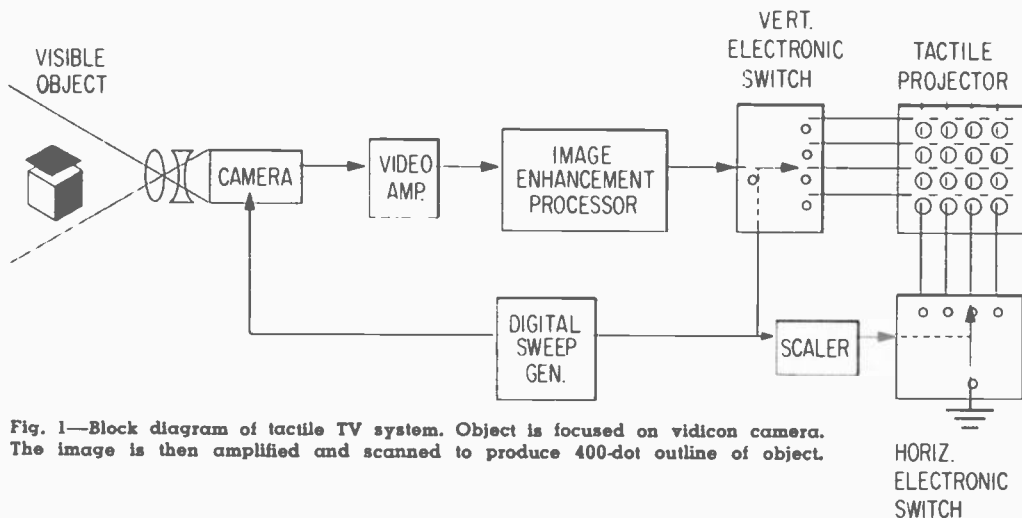 VISIBLE
OBJECT
CAMERA
VIDEO
AMP.
IMAGE
ENHANCEMENT
PROCESSOR
VERT.
ELECTRONIC
SWITCH
TACTILE
PROJECTOR
DIGITAL
SWEEP
GEN.
SCALER
HORIZ.
ELECTRONIC
SWITCH
Fig. 1—Block diagram of tactile TV system. Object is focused on vidicon camera.
The image is then amplified and scanned to produce 400-dot outline of object.